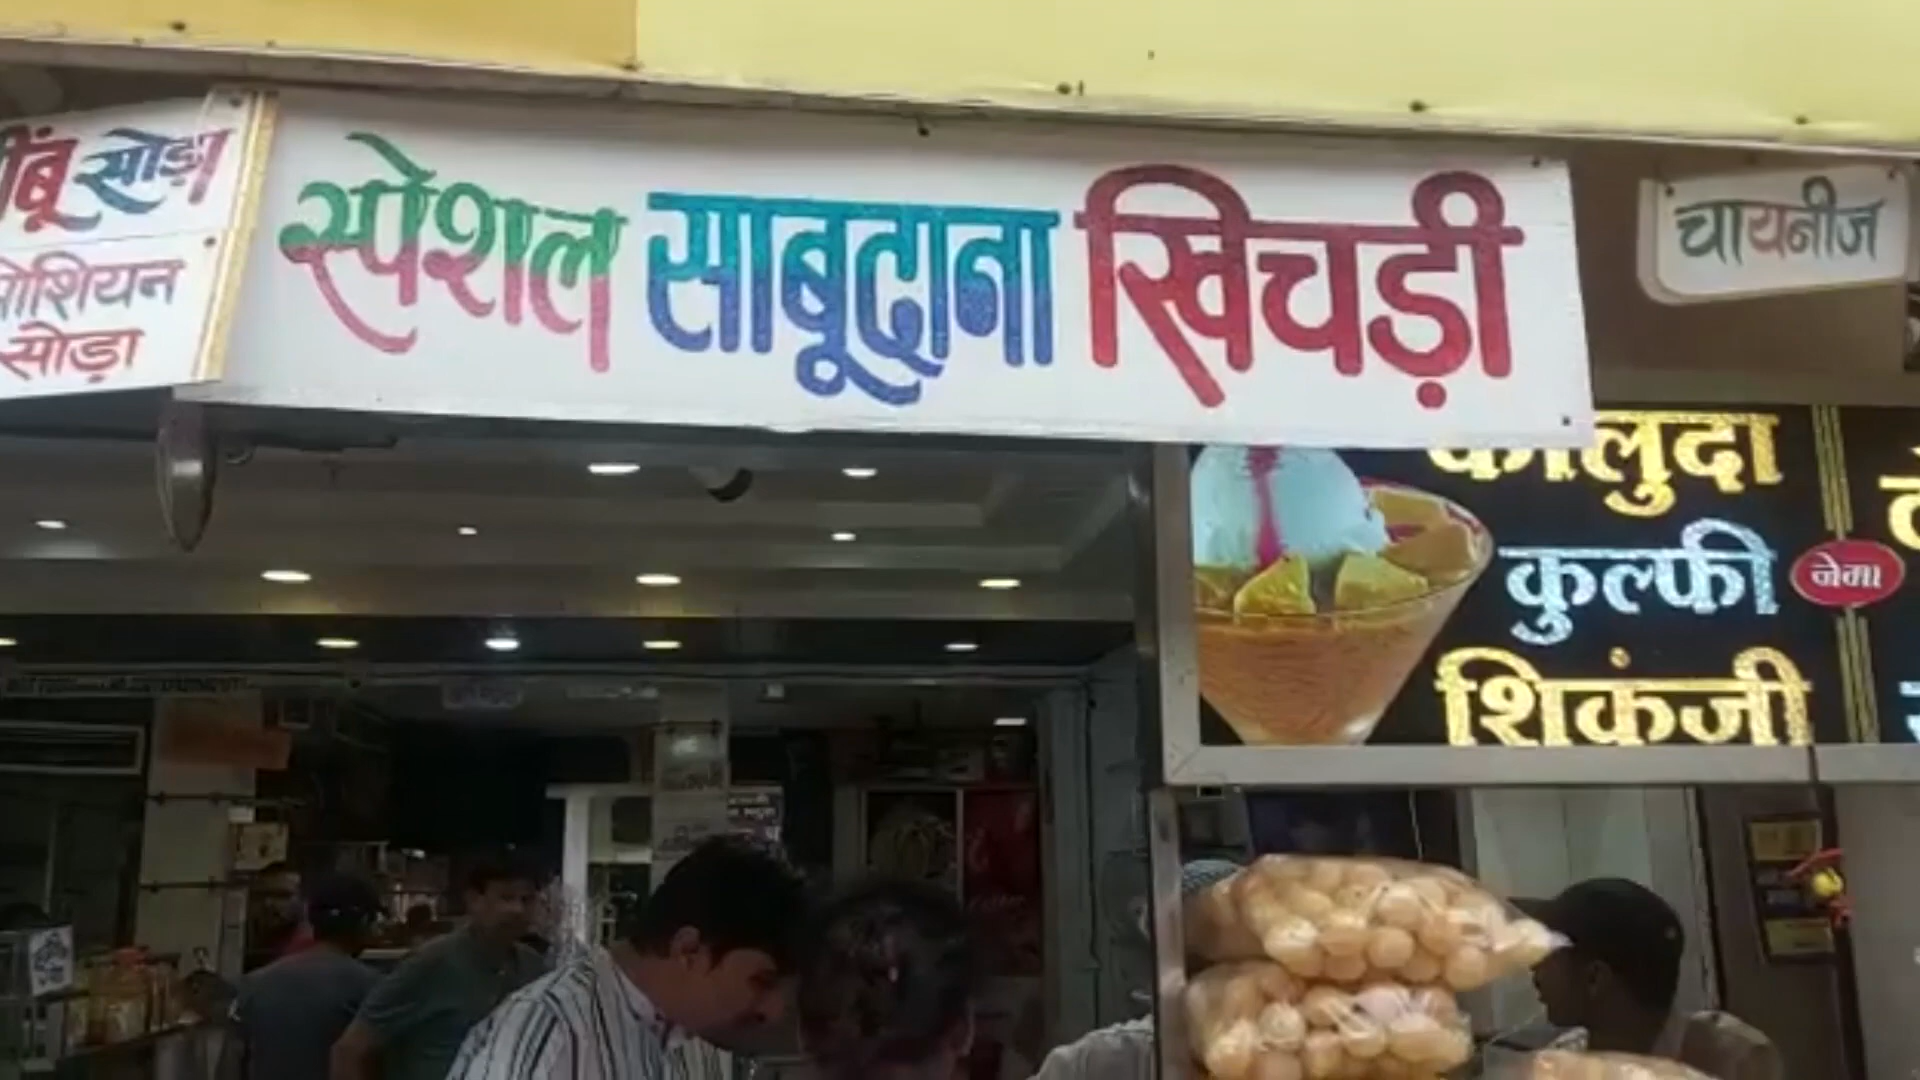 सोड़ा
सोड़ा
स्पेशल साबूदाना खिचड़ी
चायनीज
कुल्फी
नेमा
शिकंजी